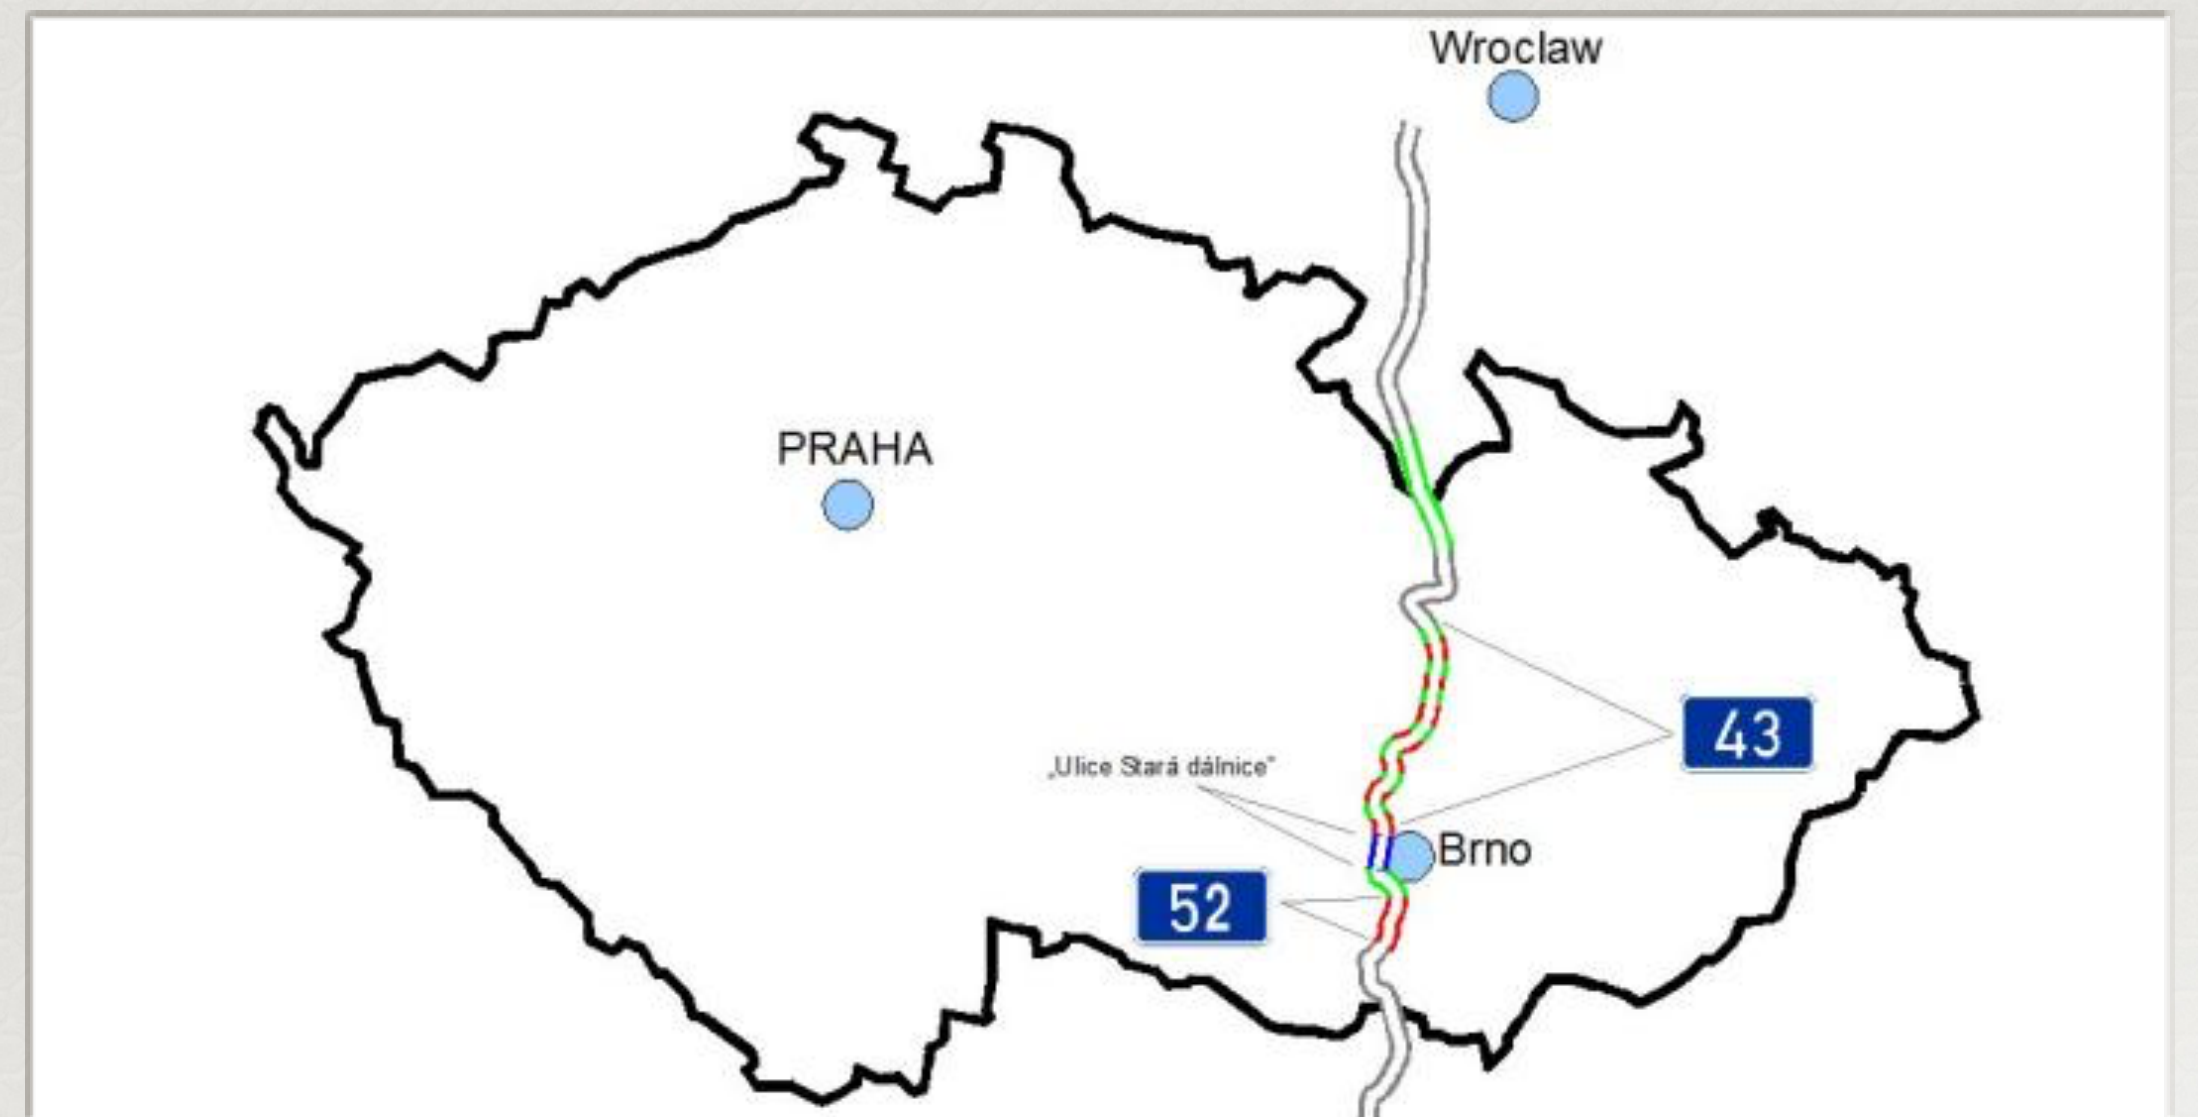 Wroclaw
PRAHA
43
„Ulice Stará dálnice"
Brno
52